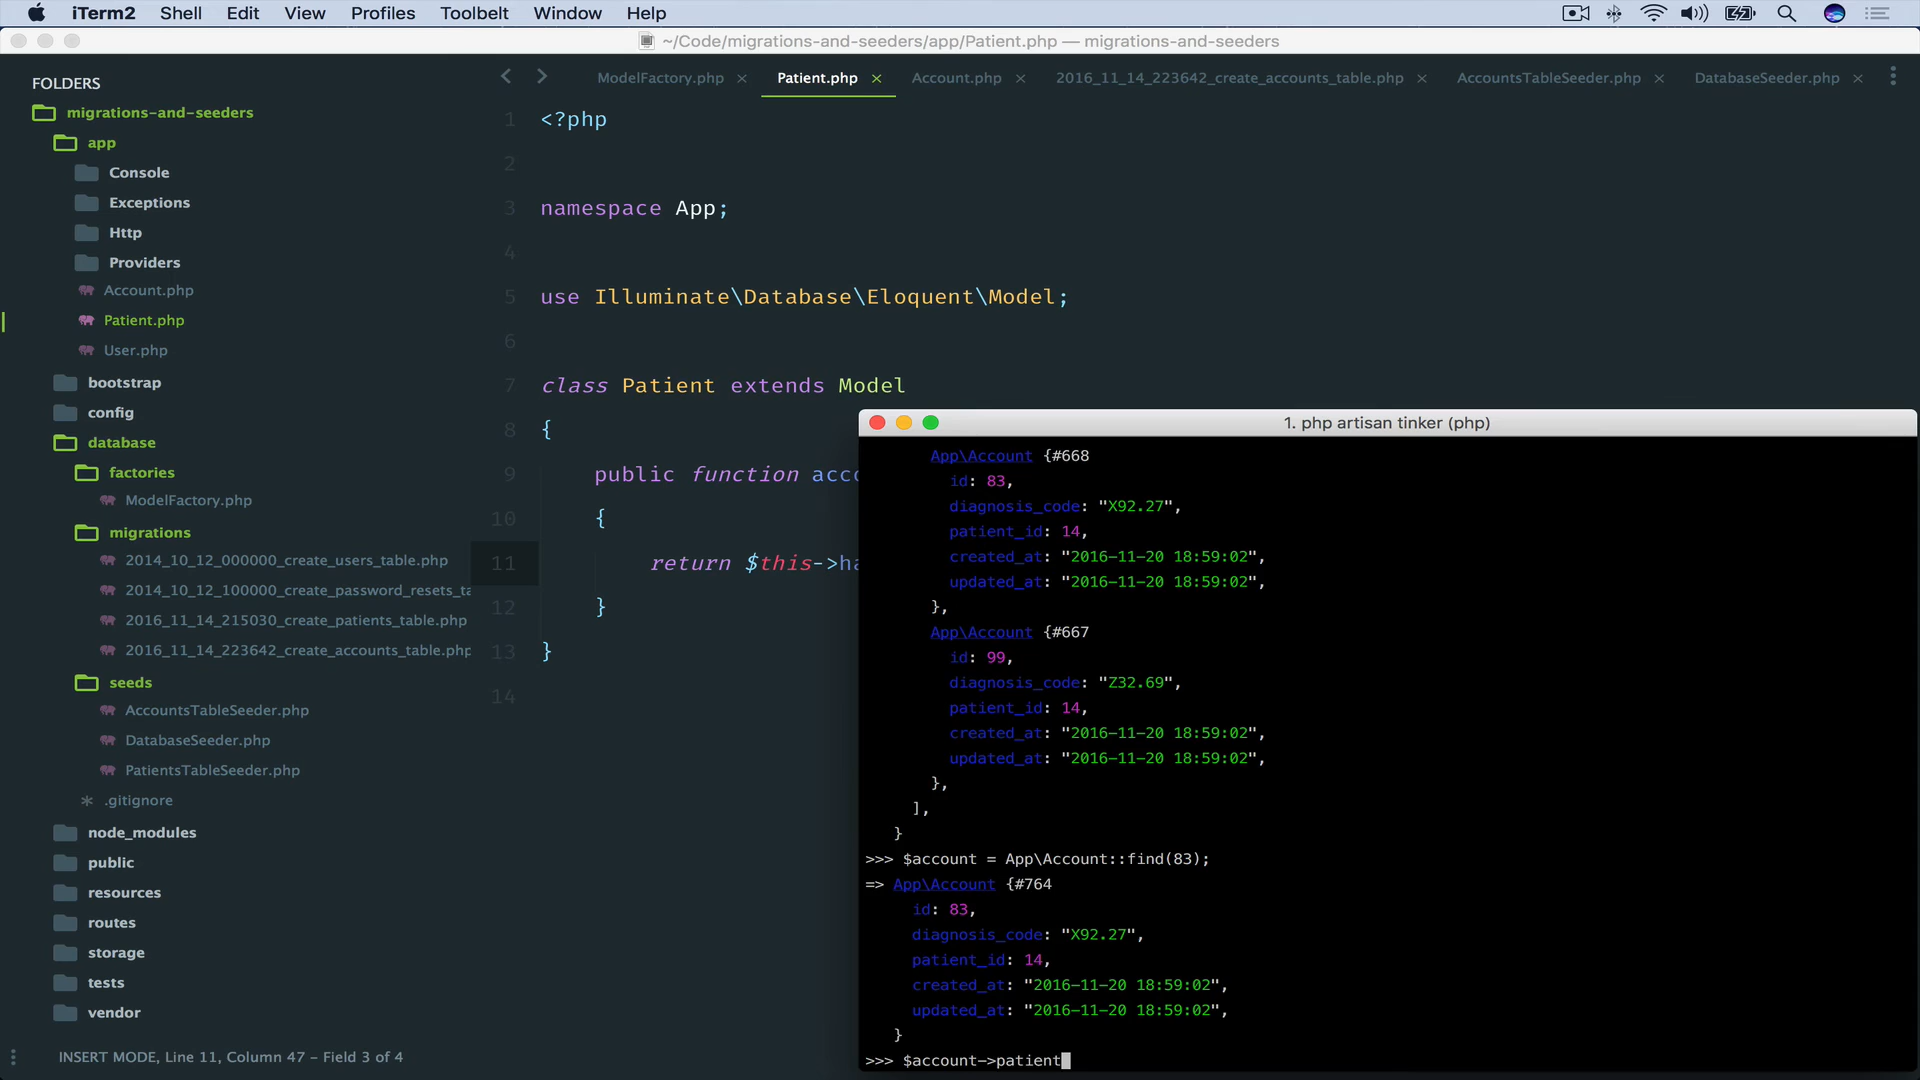 iTerm2 Shell Edit View Profiles Toolbelt Window Help
~/Code/migrations-and-seeders/app/Patient.php — migrations-and-seeders
FOLDERS
migrations-and-seeders
app
Console
Exceptions
Http
Providers
Account.php
Patient.php
User.php
bootstrap
config
database
factories
ModelFactory.php
migrations
2014_10_12_000000_create_users_table.php
2014_10_12_100000_create_password_resets_ta
2016_11_14_215030_create_patients_table.php
2016_11_14_223642_create_accounts_table.php
seeds
AccountsTableSeeder.php
DatabaseSeeder.php
PatientsTableSeeder.php
.gitignore
node_modules
public
resources
routes
storage
tests
vendor
INSERT MODE, Line 11, Column 47 – Field 3 of 4
ModelFactory.php × Patient.php × Account.php × 2016_11_14_223642_create_accounts_table.php × AccountsTableSeeder.php × DatabaseSeeder.php ×
1 <?php
2
3 namespace App;
4
5 use Illuminate\Database\Eloquent\Model;
6
7 class Patient extends Model
8 {
9 public function acco
10 {
11 return $this->ha
12 }
13 }
14
1. php artisan tinker (php)
App\Account {#668
id: 83,
diagnosis_code: "X92.27",
patient_id: 14,
created_at: "2016-11-20 18:59:02",
updated_at: "2016-11-20 18:59:02",
},
App\Account {#667
id: 99,
diagnosis_code: "Z32.69",
patient_id: 14,
created_at: "2016-11-20 18:59:02",
updated_at: "2016-11-20 18:59:02",
},
],
}
>>> $account = App\Account::find(83);
=> App\Account {#764
id: 83,
diagnosis_code: "X92.27",
patient_id: 14,
created_at: "2016-11-20 18:59:02",
updated_at: "2016-11-20 18:59:02",
}
>>> $account->patient